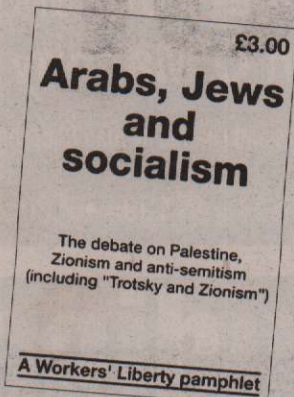 £3.00
Arabs, Jews
and
socialism
The debate on Palestine,
Zionism and anti-semitism
(including "Trotsky and Zionism")
A Workers' Liberty pamphlet